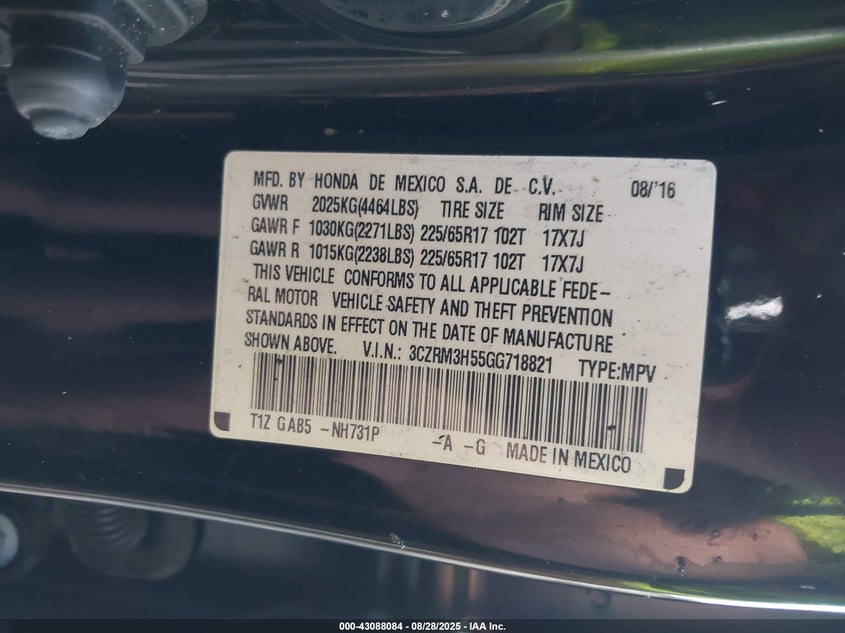 MFD. BY HONDA DE MEXICO S.A. DE C.V. 08/'16
GVWR 2025KG(4464LBS) TIRE SIZE RIM SIZE
GAWR F 1030KG(2271LBS) 225/65R17 102T 17X7J
GAWR R 1015KG(2238LBS) 225/65R17 102T 17X7J
THIS VEHICLE CONFORMS TO ALL APPLICABLE FEDE-
RAL MOTOR VEHICLE SAFETY AND THEFT PREVENTION
STANDARDS IN EFFECT ON THE DATE OF MANUFACTURE
SHOWN ABOVE. V.I.N.: 3CZRM3H55GG718821 TYPE:MPV
T1Z GAB5 -NH731P -A -G MADE IN MEXICO
000-43088084 - 08/28/2025 - IAA Inc.